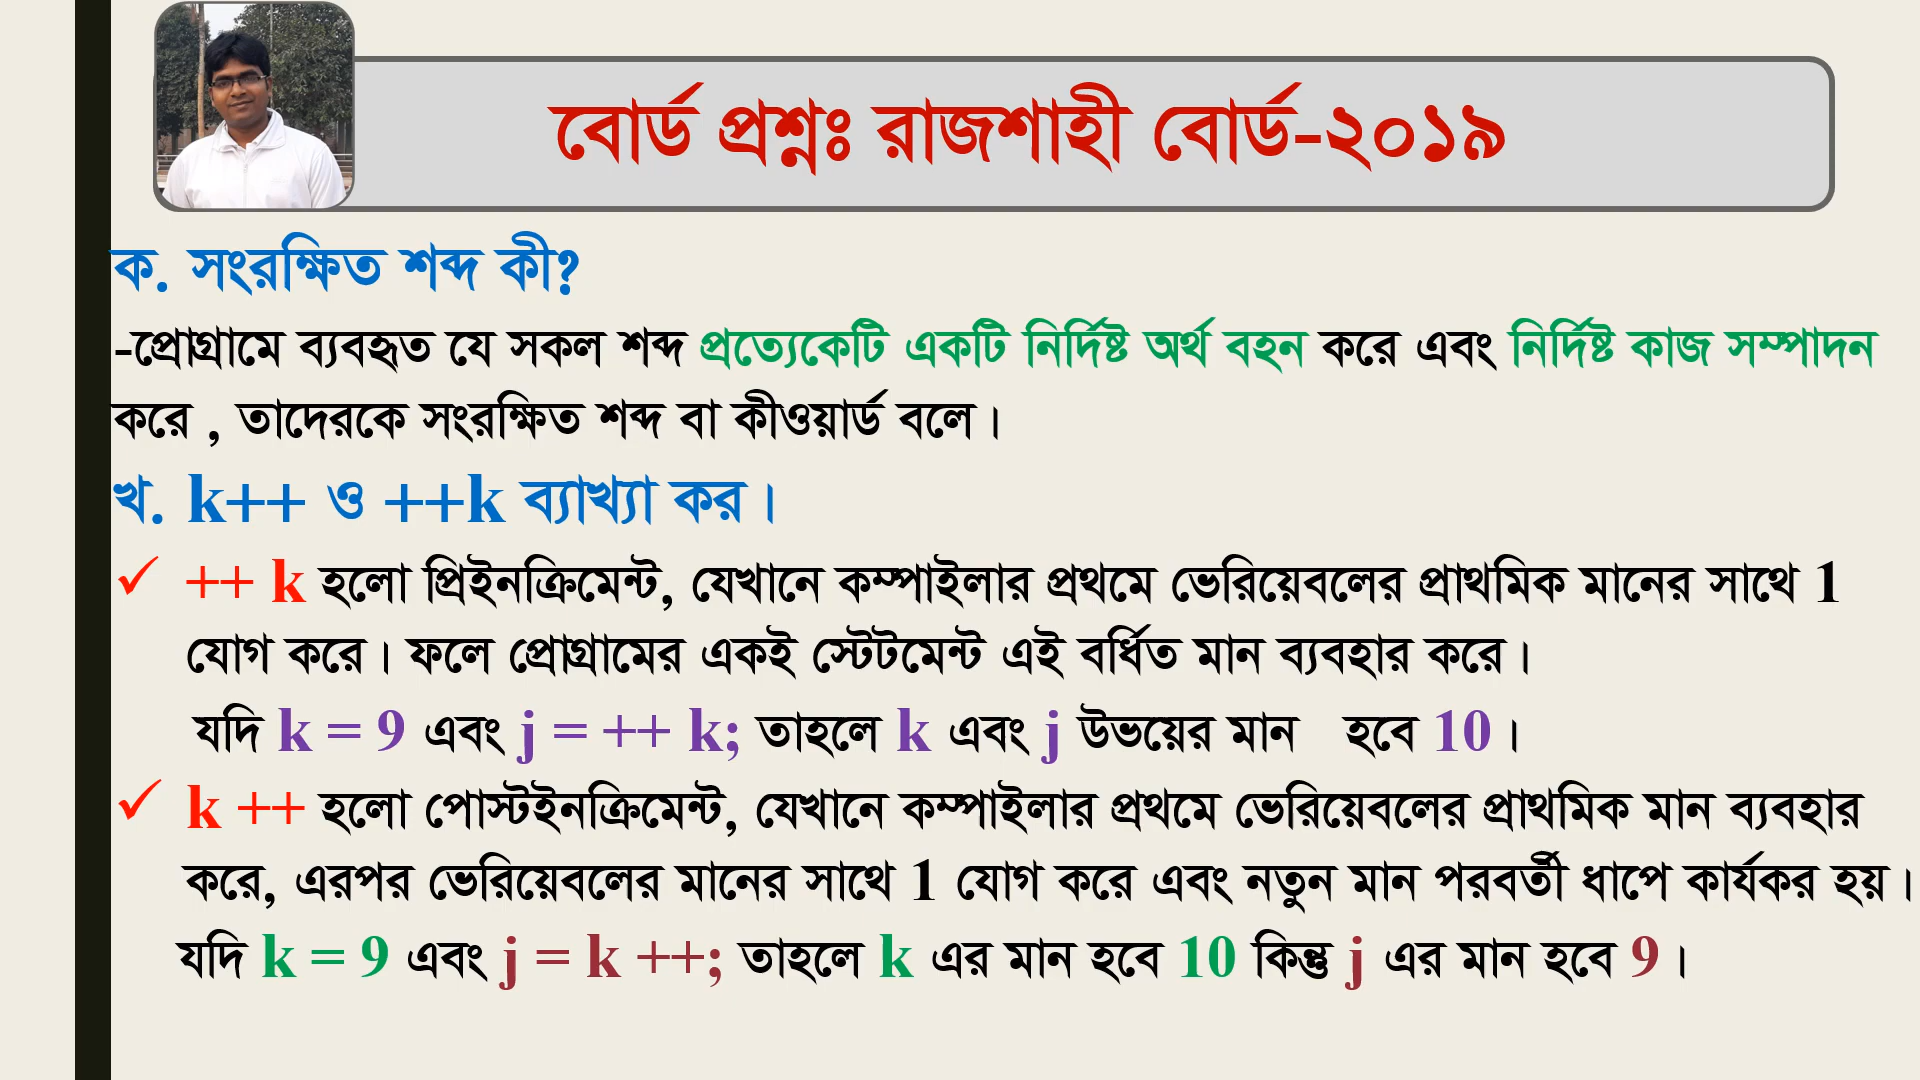 বোর্ড প্রশ্নঃ রাজশাহী বোর্ড-২০১৯
ক. সংরক্ষিত শব্দ কী?
-প্রোগ্রামে ব্যবহৃত যে সকল শব্দ প্রত্যেকেটি একটি নির্দিষ্ট অর্থ বহন করে এবং নির্দিষ্ট কাজ সম্পাদন
করে , তাদেরকে সংরক্ষিত শব্দ বা কীওয়ার্ড বলে।
খ. k++ ও ++k ব্যাখ্যা কর।
✓ ++ k হলো প্রিইনক্রিমেন্ট, যেখানে কম্পাইলার প্রথমে ভেরিয়েবলের প্রাথমিক মানের সাথে 1
যোগ করে। ফলে প্রোগ্রামের একই স্টেটমেন্ট এই বর্ধিত মান ব্যবহার করে।
যদি k = 9 এবং j = ++ k; তাহলে k এবং j উভয়ের মান হবে 10।
✓ k ++ হলো পোস্টইনক্রিমেন্ট, যেখানে কম্পাইলার প্রথমে ভেরিয়েবলের প্রাথমিক মান ব্যবহার
করে, এরপর ভেরিয়েবলের মানের সাথে 1 যোগ করে এবং নতুন মান পরবর্তী ধাপে কার্যকর হয়।
যদি k = 9 এবং j = k ++; তাহলে k এর মান হবে 10 কিন্তু j এর মান হবে 9।